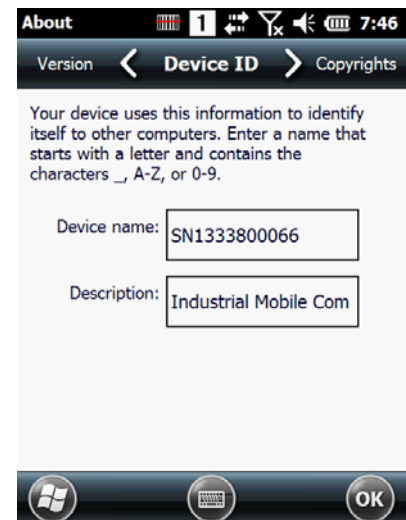 About 1 7:46
Version Device ID Copyrights
Your device uses this information to identify
itself to other computers. Enter a name that
starts with a letter and contains the
characters _, A-Z, or 0-9.
Device name: SN1333800066
Description: Industrial Mobile Com
OK